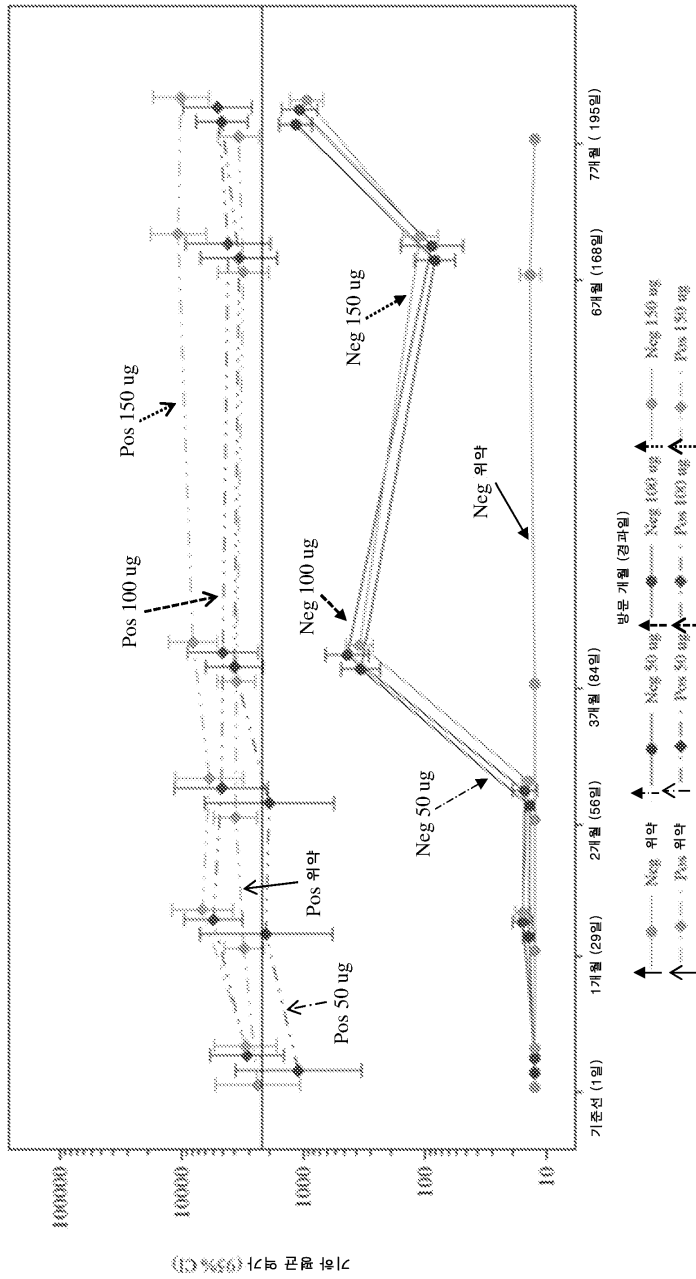 기하 평균 역가 (95% CI)
100000
10000
1000
100
10
Pos 150 ug
Pos 100 ug
Pos 위약
Pos 50 ug
Neg 150 ug
Neg 100 ug
Neg 위약
Neg 50 ug
기준선 (1일)
1개월 (29일)
2개월 (56일)
3개월 (84일)
6개월 (168일)
7개월 ( 195일)
방문 개월 (경과일)
Neg 위약
Neg 50 ug
Neg 100 ug
Neg 150 ug
Pos 위약
Pos 50 ug
Pos 100 ug
Pos 150 ug